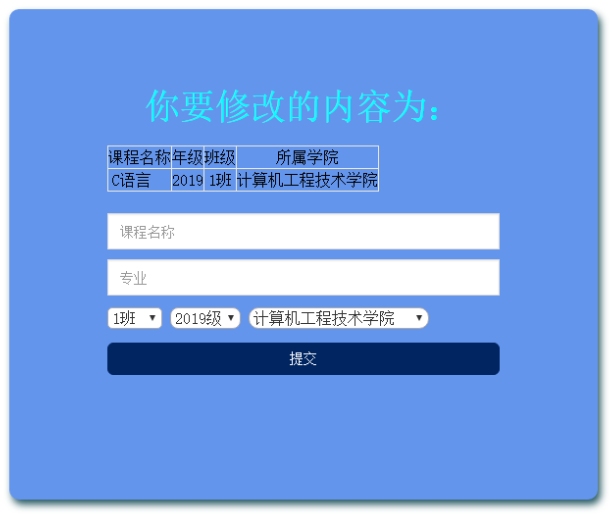 你要修改的内容为：
课程名称 年级 班级 所属学院
C语言 2019 1班 计算机工程技术学院
课程名称
专业
1班 2019级 计算机工程技术学院
提交